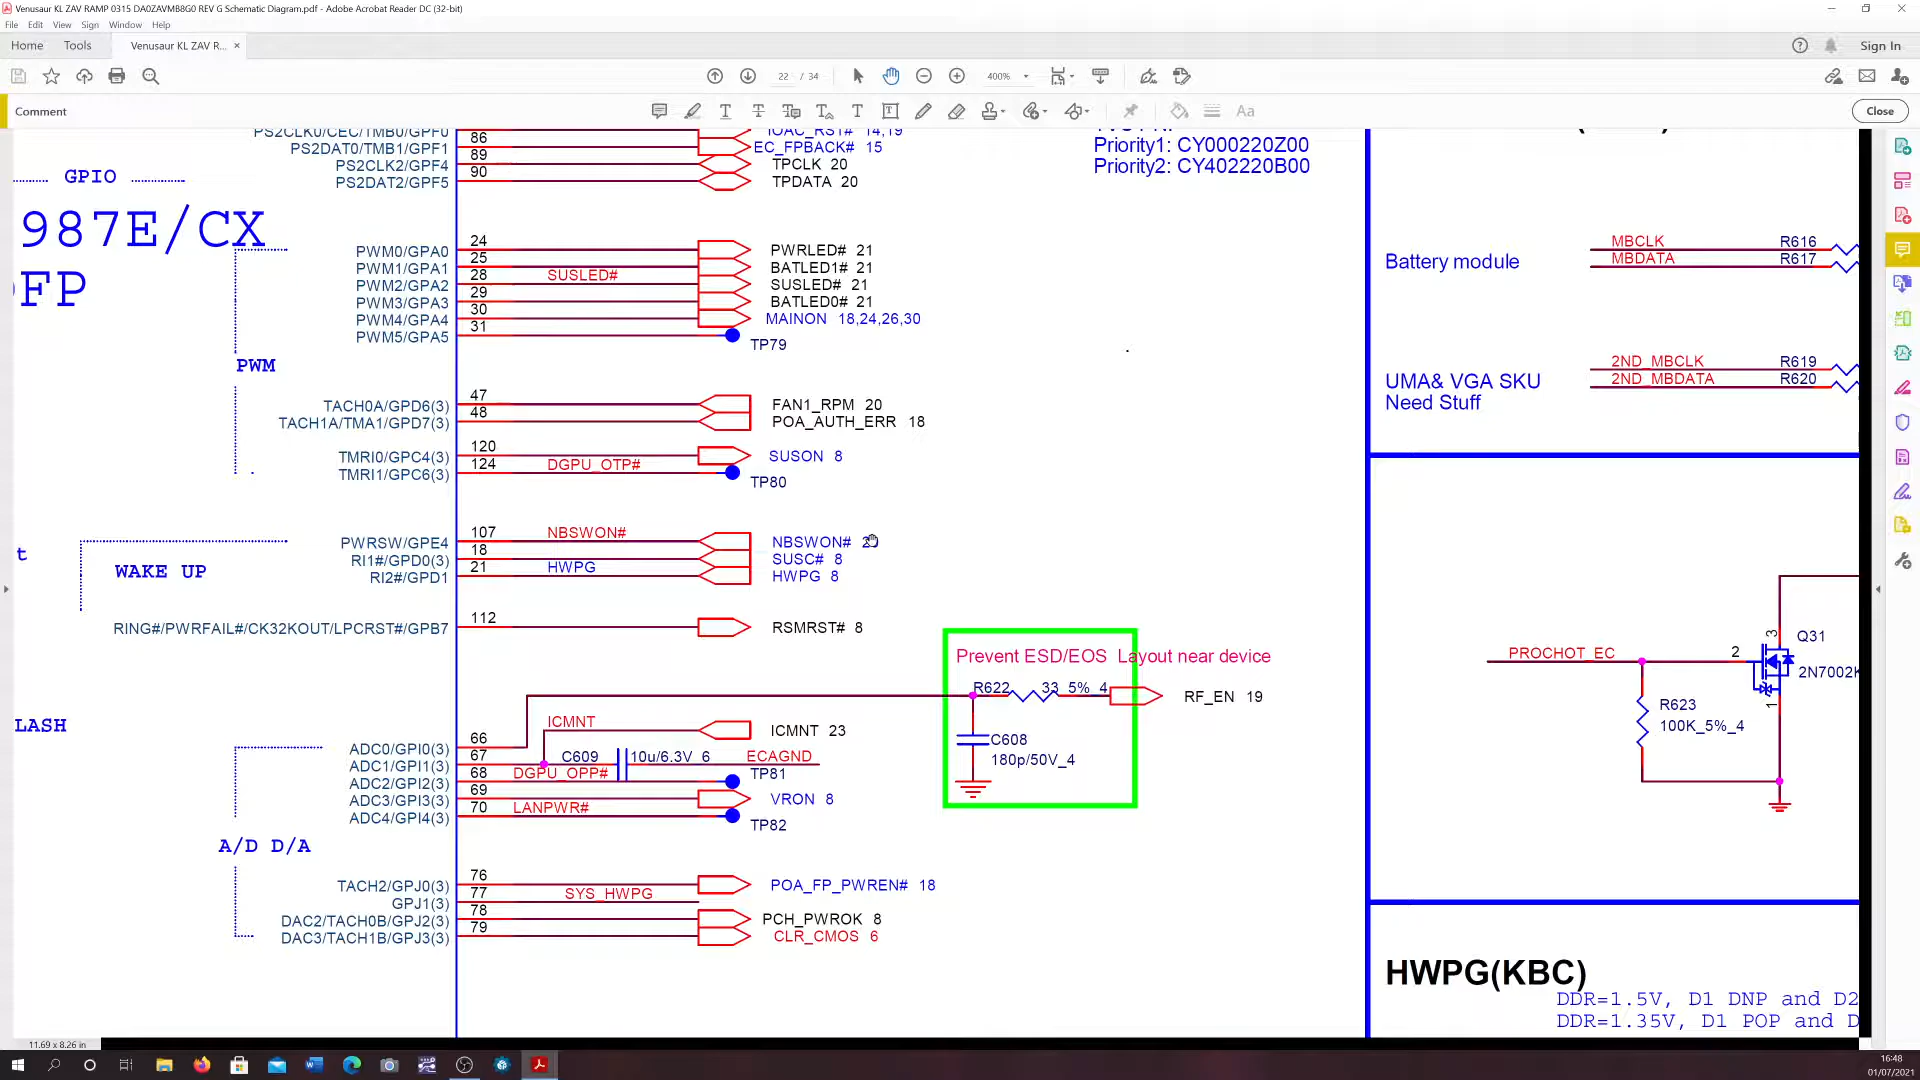 Venusaur KL ZAV RAMP 0315 DA0ZAVMB8G0 REV G Schematic Diagram.pdf - Adobe Acrobat Reader DC (32-bit)
File Edit View Sign Window Help
Home Tools Venusaur KL ZAV R... × Sign In
22 / 34 400%
Comment Close
PS2CLK0/CEC/TMB0/GPF0 86 IOAC_RST# 14,19
PS2DAT0/TMB1/GPF1 EC_FPBACK# 15 Priority1: CY000220Z00
PS2CLK2/GPF4 89 TPCLK 20 Priority2: CY402220B00
PS2DAT2/GPF5 90 TPDATA 20
GPIO
987E/CX
FP
PWM0/GPA0 24 PWRLED# 21
PWM1/GPA1 25 BATLED1# 21
PWM2/GPA2 28 SUSLED# SUSLED# 21
PWM3/GPA3 29 BATLED0# 21
PWM4/GPA4 30 MAINON 18,24,26,30
PWM5/GPA5 31 TP79
PWM
TACH0A/GPD6(3) 47 FAN1_RPM 20
TACH1A/TMA1/GPD7(3) 48 POA_AUTH_ERR 18
TMRI0/GPC4(3) 120 SUSON 8
TMRI1/GPC6(3) 124 DGPU_OTP# TP80
PWRSW/GPE4 107 NBSWON# NBSWON#
RI1#/GPD0(3) 18 SUSC# 8
RI2#/GPD1 21 HWPG HWPG 8
t
WAKE UP
RING#/PWRFAIL#/CK32KOUT/LPCRST#/GPB7 112 RSMRST# 8
Prevent ESD/EOS Layout near device
R622 33_5%_4 RF_EN 19
C608
180p/50V_4
LASH
ICMNT ICMNT 23
ADC0/GPI0(3) 66
ADC1/GPI1(3) 67 C609 10u/6.3V_6 ECAGND
ADC2/GPI2(3) 68 DGPU_OPP# TP81
ADC3/GPI3(3) 69 VRON 8
ADC4/GPI4(3) 70 LANPWR# TP82
A/D D/A
TACH2/GPJ0(3) 76 POA_FP_PWREN# 18
GPJ1(3) 77 SYS_HWPG
DAC2/TACH0B/GPJ2(3) 78 PCH_PWROK 8
DAC3/TACH1B/GPJ3(3) 79 CLR_CMOS 6
Battery module
MBCLK R616
MBDATA R617
UMA& VGA SKU
Need Stuff
2ND_MBCLK R619
2ND_MBDATA R620
PROCHOT_EC 2 3 1 Q31
2N7002K
R623
100K_5%_4
HWPG(KBC)
DDR=1.5V, D1 DNP and D2
DDR=1.35V, D1 POP and D
11.69 x 8.26 in
16:48
01/07/2021